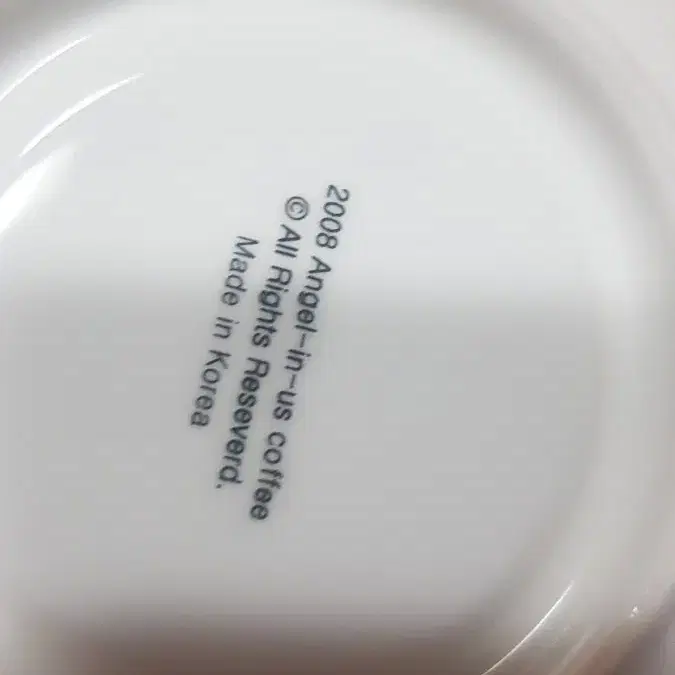 2008 Angel-in-us coffee
© All Rights Reseverd.
Made in Korea